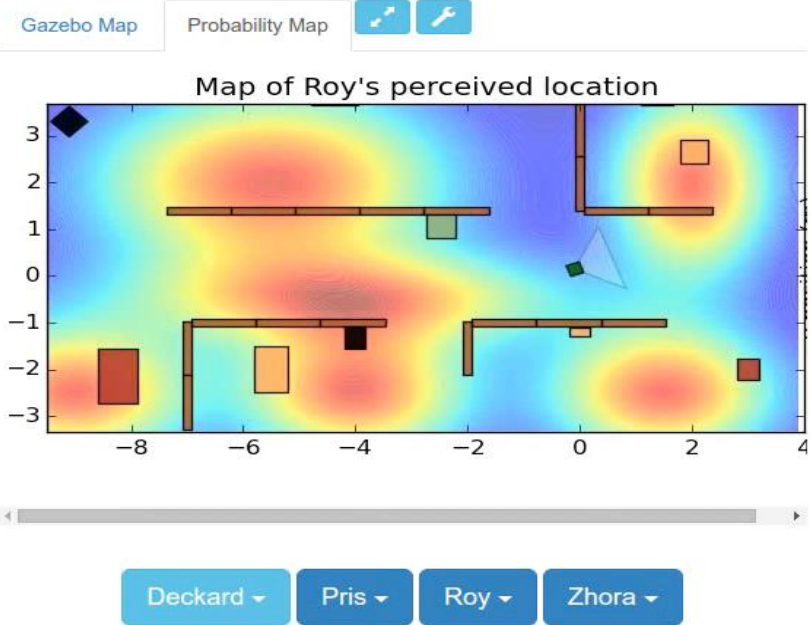 Gazebo Map Probability Map
Map of Roy's perceived location
3
2
1
0
−1
−2
−3
−8 −6 −4 −2 0 2 4
Deckard Pris Roy Zhora